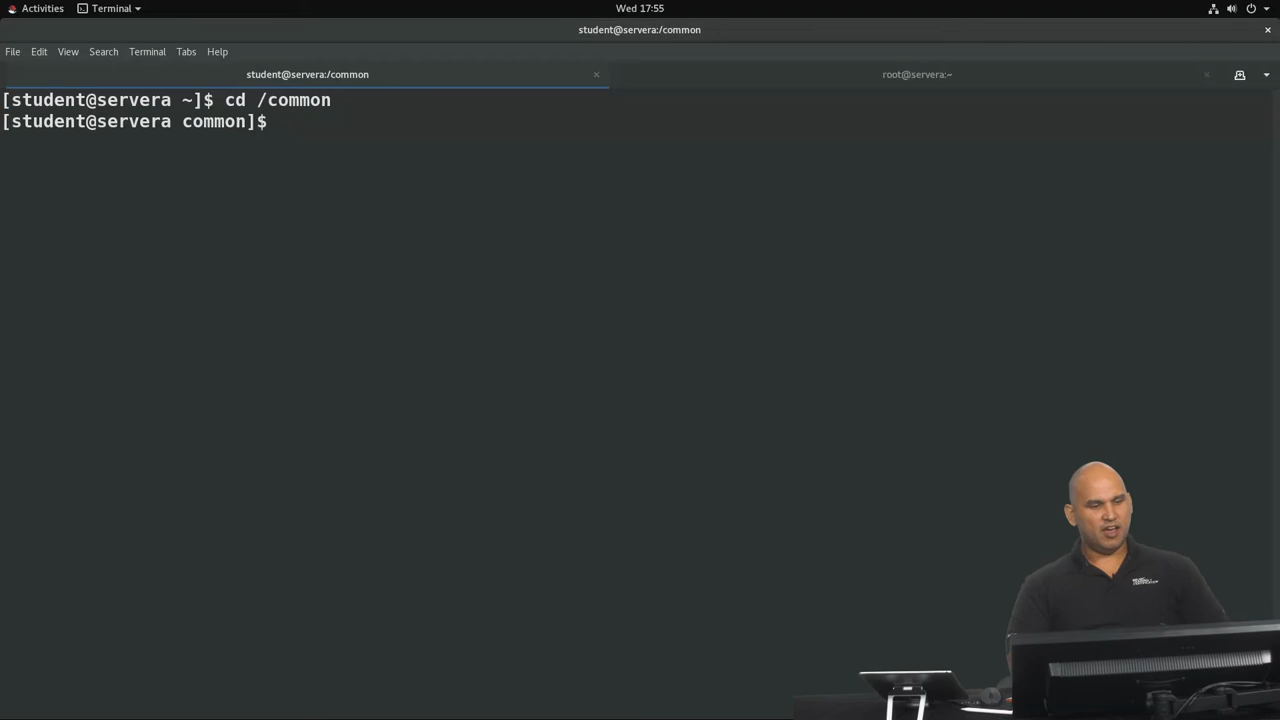 Activities
Terminal
Wed 17:55
student@servera:/common
File Edit View Search Terminal Tabs Help
student@servera:/common
root@servera:~
[student@servera ~]$ cd /common
[student@servera common]$